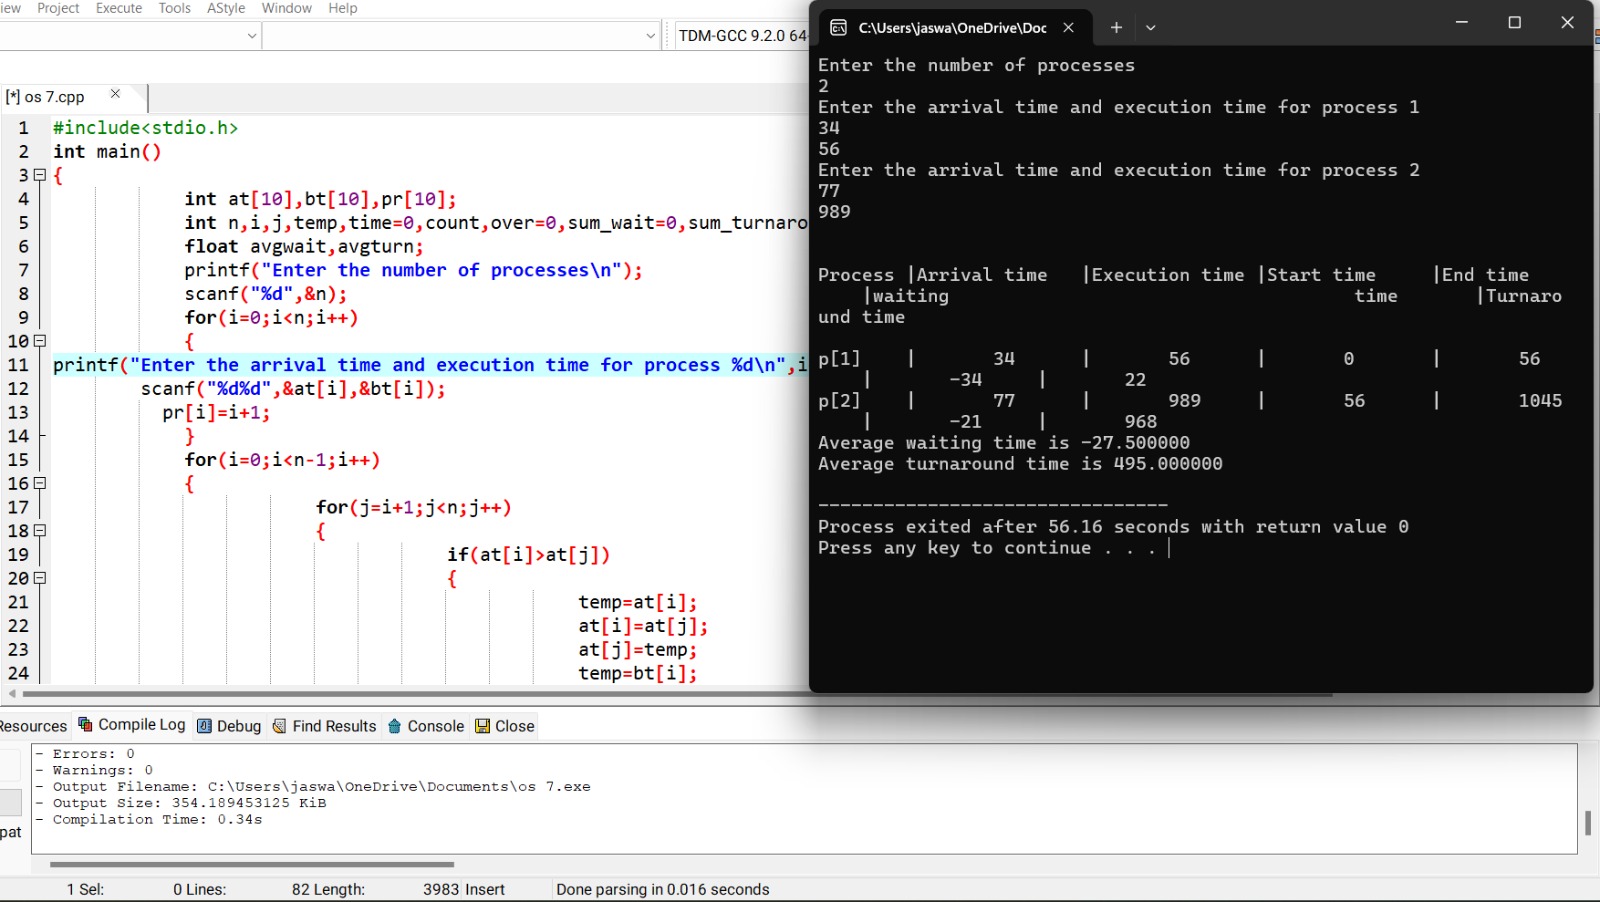 iew Project Execute Tools AStyle Window Help
TDM-GCC 9.2.0 64-
[*] os 7.cpp
1 #include<stdio.h>
2 int main()
3 {
4 int at[10],bt[10],pr[10];
5 int n,i,j,temp,time=0,count,over=0,sum_wait=0,sum_turnaro
6 float avgwait,avgturn;
7 printf("Enter the number of processes\n");
8 scanf("%d",&n);
9 for(i=0;i<n;i++)
10 {
11 printf("Enter the arrival time and execution time for process %d\n",i
12 scanf("%d%d",&at[i],&bt[i]);
13 pr[i]=i+1;
14 }
15 for(i=0;i<n-1;i++)
16 {
17 for(j=i+1;j<n;j++)
18 {
19 if(at[i]>at[j])
20 {
21 temp=at[i];
22 at[i]=at[j];
23 at[j]=temp;
24 temp=bt[i];
C:\Users\jaswa\OneDrive\Doc
Enter the number of processes
2
Enter the arrival time and execution time for process 1
34
56
Enter the arrival time and execution time for process 2
77
989
Process |Arrival time |Execution time |Start time |End time
|waiting time |Turnaro
und time
p[1] | 34 | 56 | 0 | 56
| -34 | 22
p[2] | 77 | 989 | 56 | 1045
| -21 | 968
Average waiting time is -27.500000
Average turnaround time is 495.000000
--------------------------------
Process exited after 56.16 seconds with return value 0
Press any key to continue . . .
Resources Compile Log Debug Find Results Console Close
- Errors: 0
- Warnings: 0
- Output Filename: C:\Users\jaswa\OneDrive\Documents\os 7.exe
- Output Size: 354.189453125 KiB
- Compilation Time: 0.34s
pat
1 Sel: 0 Lines: 82 Length: 3983 Insert Done parsing in 0.016 seconds